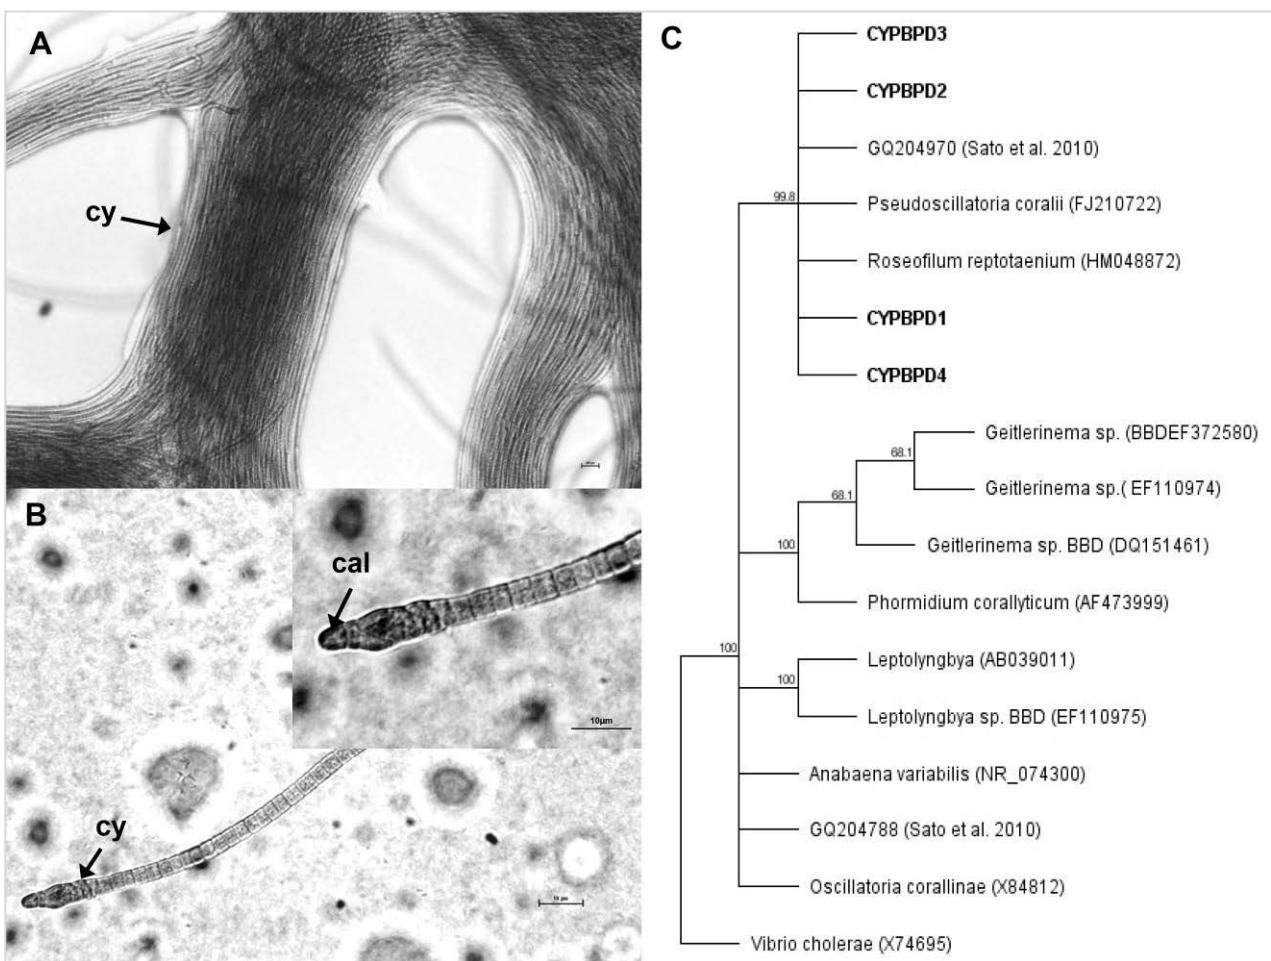 A
cy
B
cal
10µm
cy
10 µm
C
CYPBPD3
CYPBPD2
GQ204970 (Sato et al. 2010)
99.8
Pseudoscillatoria coralii (FJ210722)
Roseofilum reptotaenium (HM048872)
CYPBPD1
CYPBPD4
Geitlerinema sp. (BBDEF372580)
68.1
Geitlerinema sp.( EF110974)
68.1
Geitlerinema sp. BBD (DQ151461)
100
Phormidium corallyticum (AF473999)
100
Leptolyngbya (AB039011)
100
Leptolyngbya sp. BBD (EF110975)
Anabaena variabilis (NR_074300)
GQ204788 (Sato et al. 2010)
Oscillatoria corallinae (X84812)
Vibrio cholerae (X74695)